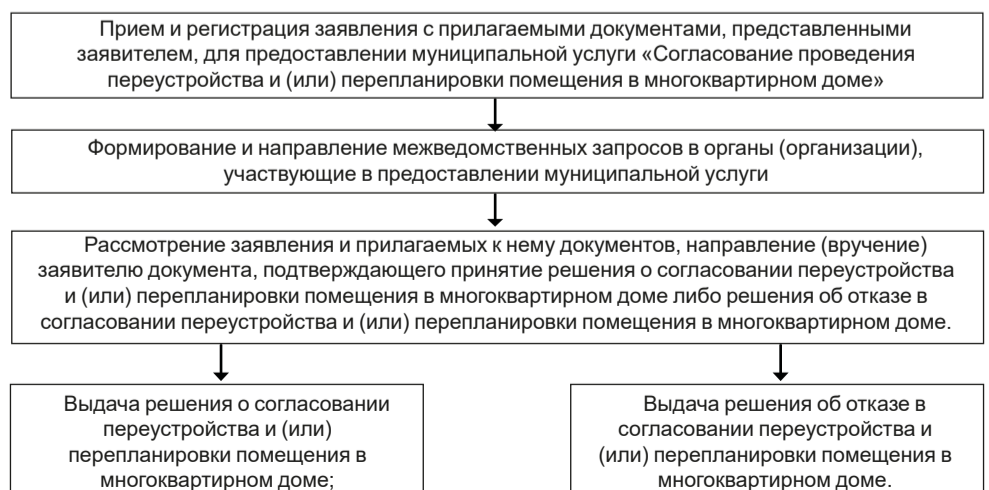 Прием и регистрация заявления с прилагаемыми документами, представленными
заявителем, для предоставлении муниципальной услуги «Согласование проведения
переустройства и (или) перепланировки помещения в многоквартирном доме»
Формирование и направление межведомственных запросов в органы (организации),
участвующие в предоставлении муниципальной услуги
Рассмотрение заявления и прилагаемых к нему документов, направление (вручение)
заявителю документа, подтверждающего принятие решения о согласовании переустройства
и (или) перепланировки помещения в многоквартирном доме либо решения об отказе в
согласовании переустройства и (или) перепланировки помещения в многоквартирном доме.
Выдача решения о согласовании
переустройства и (или)
перепланировки помещения в
многоквартирном доме;
Выдача решения об отказе в
согласовании переустройства и
(или) перепланировки помещения в
многоквартирном доме.